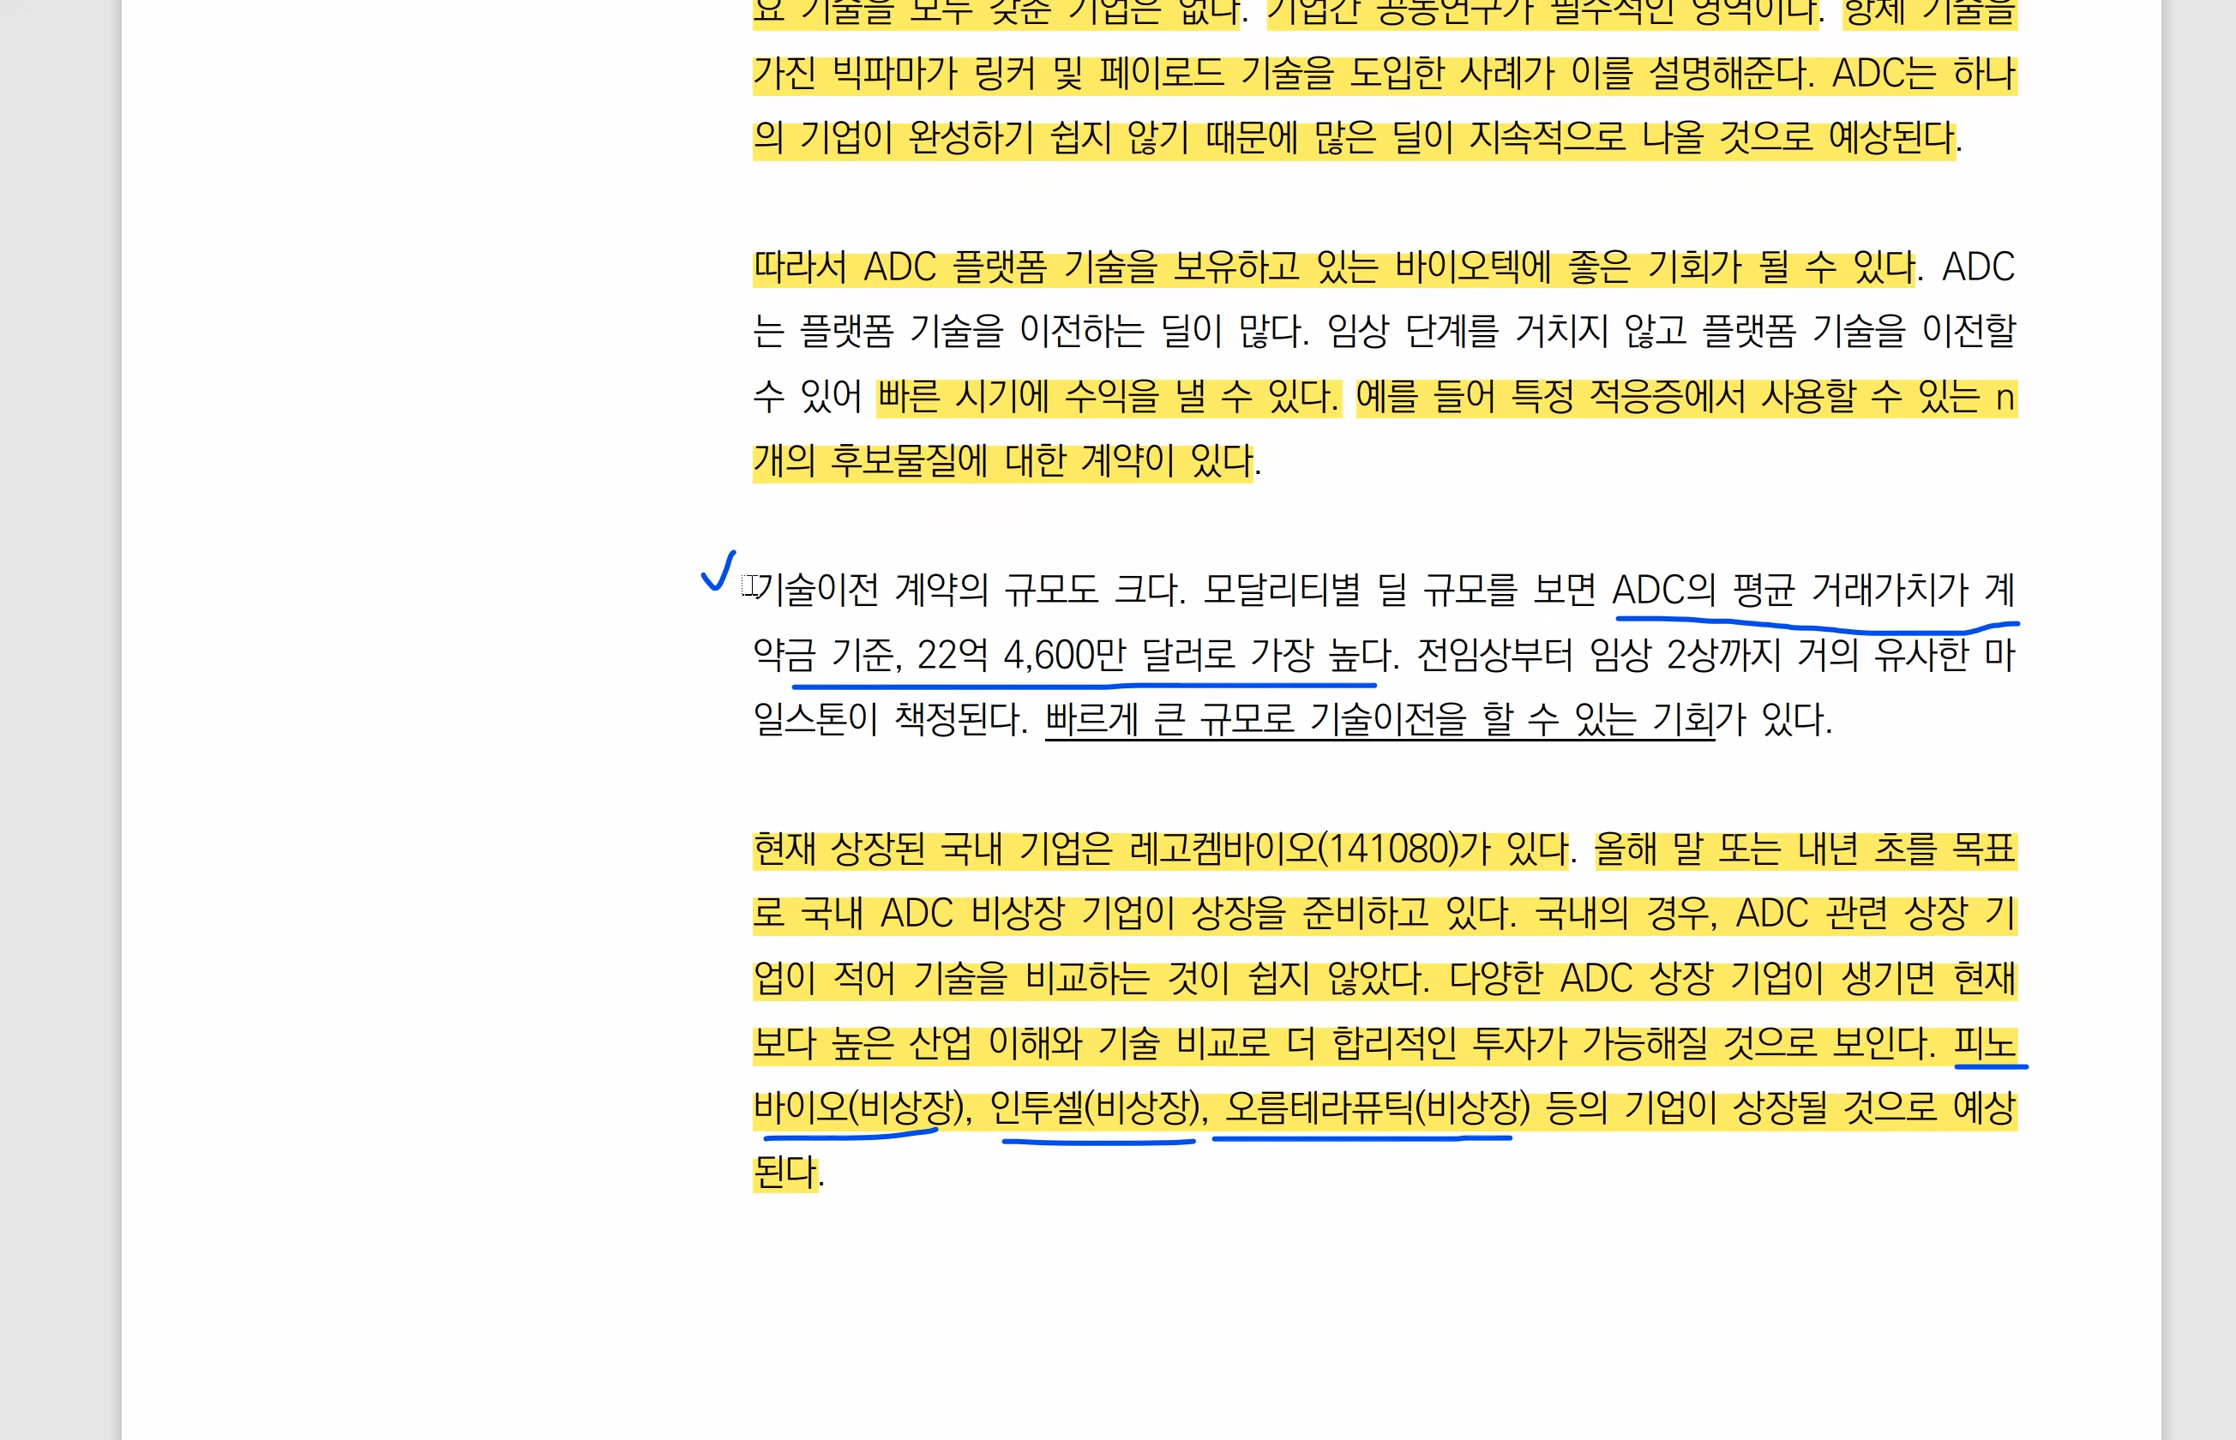 요 기술을 모두 갖춘 기업은 없다. 기업간 공동연구가 필수적인 영역이다. 항체 기술을
가진 빅파마가 링커 및 페이로드 기술을 도입한 사례가 이를 설명해준다. ADC는 하나
의 기업이 완성하기 쉽지 않기 때문에 많은 딜이 지속적으로 나올 것으로 예상된다.
따라서 ADC 플랫폼 기술을 보유하고 있는 바이오텍에 좋은 기회가 될 수 있다. ADC
는 플랫폼 기술을 이전하는 딜이 많다. 임상 단계를 거치지 않고 플랫폼 기술을 이전할
수 있어 빠른 시기에 수익을 낼 수 있다. 예를 들어 특정 적응증에서 사용할 수 있는 n
개의 후보물질에 대한 계약이 있다.
기술이전 계약의 규모도 크다. 모달리티별 딜 규모를 보면 ADC의 평균 거래가치가 계
약금 기준, 22억 4,600만 달러로 가장 높다. 전임상부터 임상 2상까지 거의 유사한 마
일스톤이 책정된다. 빠르게 큰 규모로 기술이전을 할 수 있는 기회가 있다.
현재 상장된 국내 기업은 레고켐바이오(141080)가 있다. 올해 말 또는 내년 초를 목표
로 국내 ADC 비상장 기업이 상장을 준비하고 있다. 국내의 경우, ADC 관련 상장 기
업이 적어 기술을 비교하는 것이 쉽지 않았다. 다양한 ADC 상장 기업이 생기면 현재
보다 높은 산업 이해와 기술 비교로 더 합리적인 투자가 가능해질 것으로 보인다. 피노
바이오(비상장), 인투셀(비상장), 오름테라퓨틱(비상장) 등의 기업이 상장될 것으로 예상
된다.